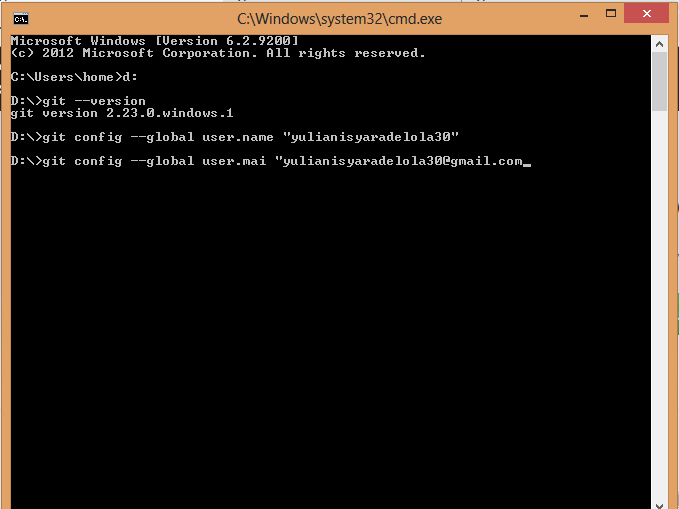 C:\Windows\system32\cmd.exe
Microsoft Windows [Version 6.2.9200]
(c) 2012 Microsoft Corporation. All rights reserved.
C:\Users\home>d:
D:\>git --version
git version 2.23.0.windows.1
D:\>git config --global user.name "yulianisyaradelola30"
D:\>git config --global user.mai "yulianisyaradelola30@gmail.com_